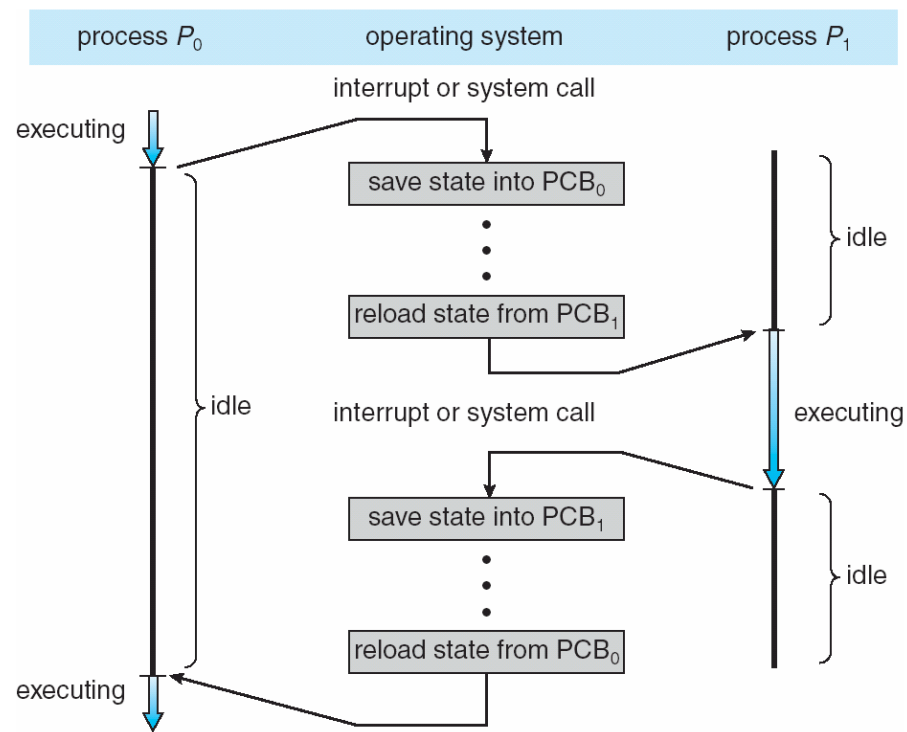 process P₀ operating system process P₁
interrupt or system call
executing
save state into PCB₀
idle
reload state from PCB₁
idle
interrupt or system call
executing
save state into PCB₁
idle
reload state from PCB₀
executing